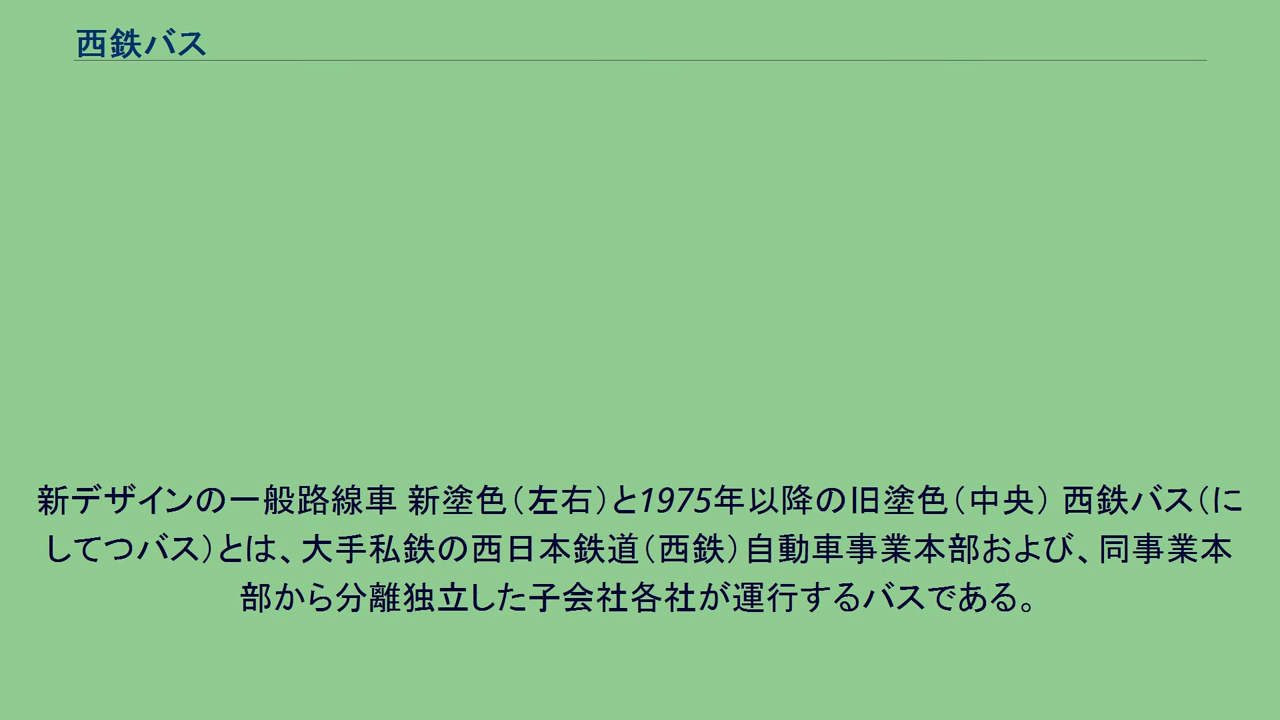 西鉄バス
新デザインの一般路線車 新塗色（左右）と1975年以降の旧塗色（中央） 西鉄バス（に
してつバス）とは、大手私鉄の西日本鉄道（西鉄）自動車事業本部および、同事業本
部から分離独立した子会社各社が運行するバスである。